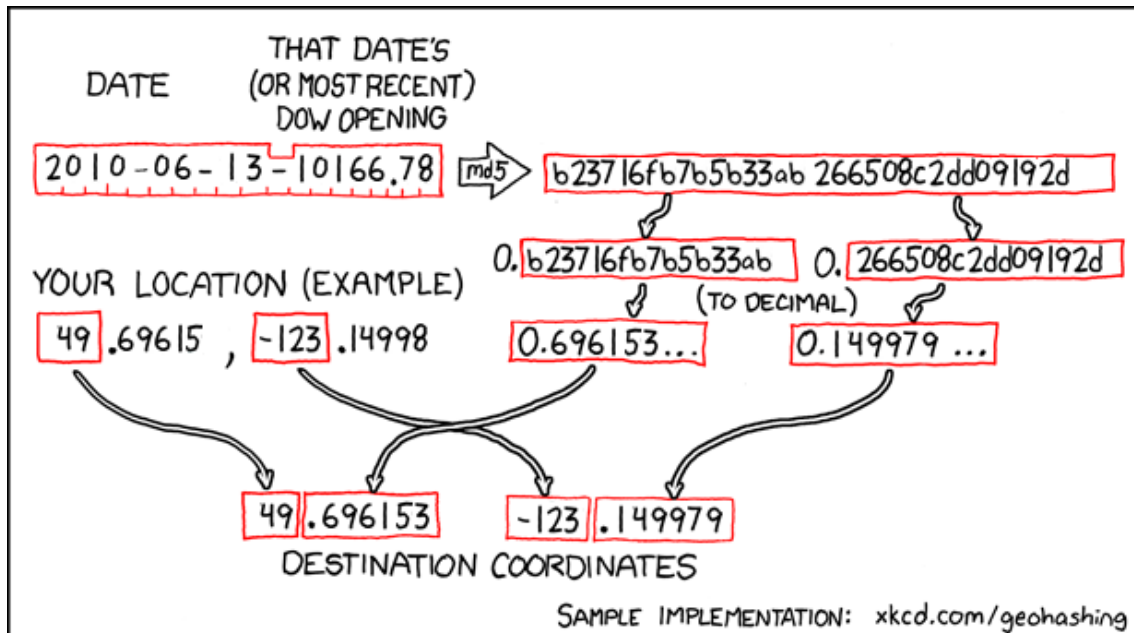 THAT DATE'S
DATE (OR MOST RECENT)
DOW OPENING
2010-06-13-10166.78 md5 b23716fb7b5b33ab 266508c2dd09192d
0.b23716fb7b5b33ab 0.266508c2dd09192d
YOUR LOCATION (EXAMPLE) (TO DECIMAL)
49.69615, -123.14998 0.696153... 0.149979...
49.696153 -123.149979
DESTINATION COORDINATES
SAMPLE IMPLEMENTATION: xkcd.com/geohashing